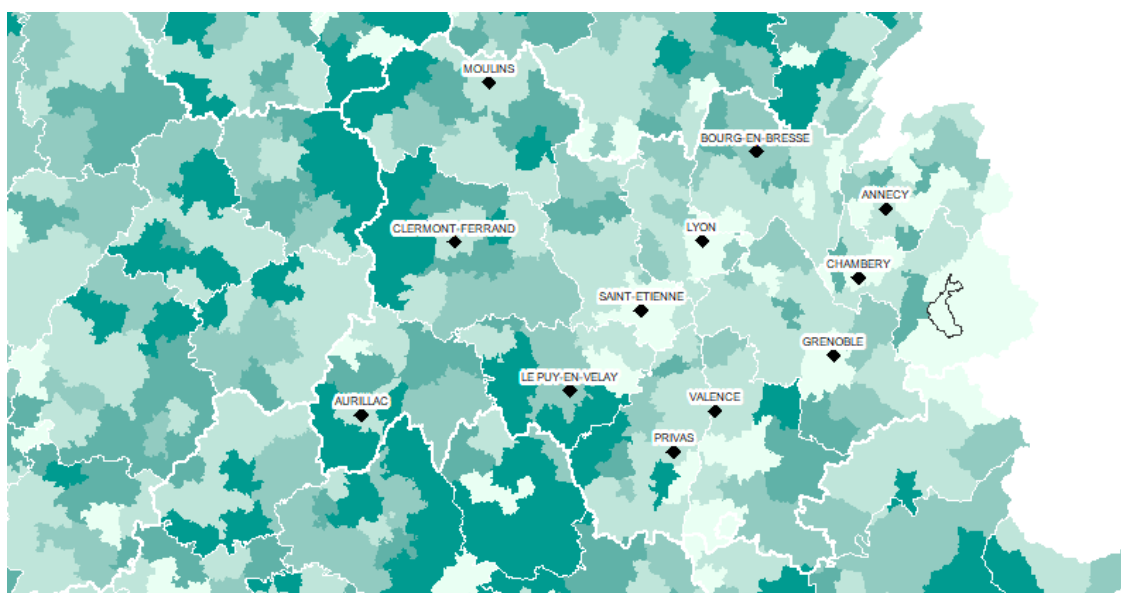 MOULINS
BOURG-EN-BRESSE
ANNECY
CLERMONT-FERRAND
LYON
CHAMBERY
SAINT-ETIENNE
GRENOBLE
LE PUY-EN-VELAY
AURILLAC
VALENCE
PRIVAS